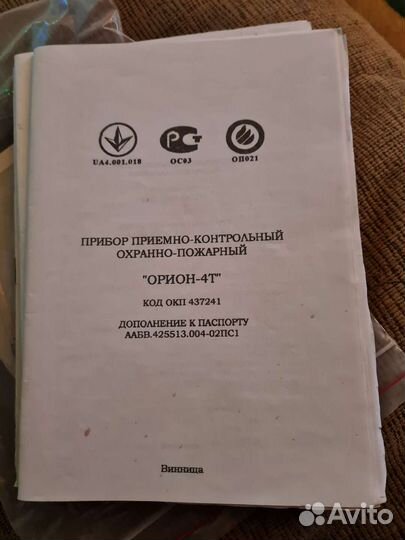 UA4.001.018 ОС03 ОП021
ПРИБОР ПРИЕМНО-КОНТРОЛЬНЫЙ
ОХРАННО-ПОЖАРНЫЙ
"ОРИОН-4Т"
КОД ОКП 437241
ДОПОЛНЕНИЕ К ПАСПОРТУ
ААБВ.425513.004-02ПС1
Винница
Avito